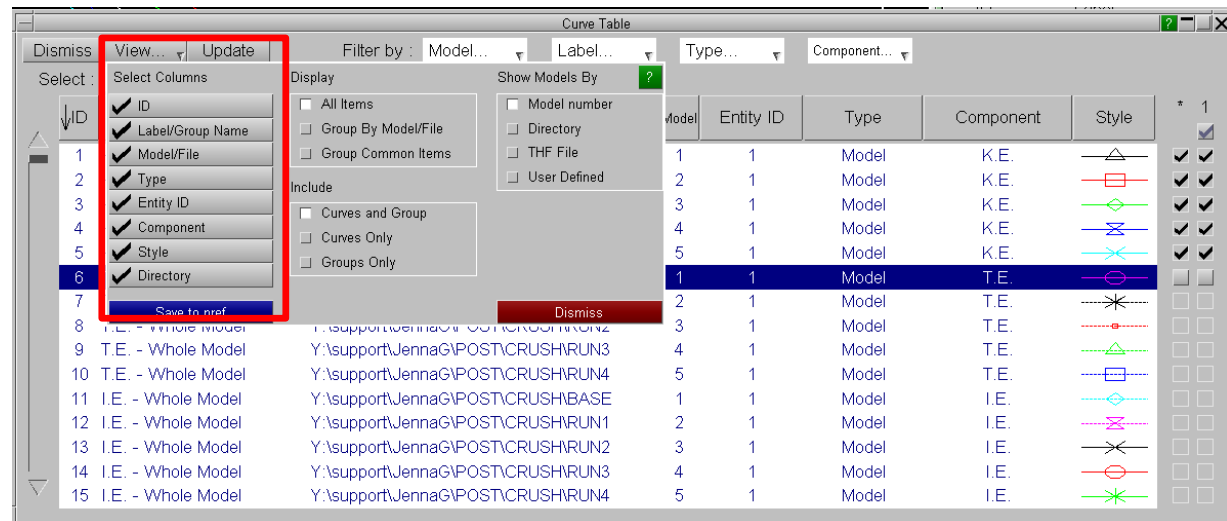 Curve Table ?
Dismiss View... Update Filter by : Model... Label... Type... Component...
Select : Select Columns Display Show Models By ?
ID Label/Group Name Model/File Type Entity ID Component Style Directory
Save to pref
All Items
Group By Model/File
Group Common Items
Include
Curves and Group
Curves Only
Groups Only
Model number
Directory
THF File
User Defined
Dismiss
ID Model Entity ID Type Component Style * 1
1 1 1 Model K.E.
2 2 1 Model K.E.
3 3 1 Model K.E.
4 4 1 Model K.E.
5 5 1 Model K.E.
6 1 1 Model T.E.
7 2 1 Model T.E.
8 T.E. - Whole Model Y:\support\JennaG\POST\CRUSH\RUN2 3 1 Model T.E.
9 T.E. - Whole Model Y:\support\JennaG\POST\CRUSH\RUN3 4 1 Model T.E.
10 T.E. - Whole Model Y:\support\JennaG\POST\CRUSH\RUN4 5 1 Model T.E.
11 I.E. - Whole Model Y:\support\JennaG\POST\CRUSH\BASE 1 1 Model I.E.
12 I.E. - Whole Model Y:\support\JennaG\POST\CRUSH\RUN1 2 1 Model I.E.
13 I.E. - Whole Model Y:\support\JennaG\POST\CRUSH\RUN2 3 1 Model I.E.
14 I.E. - Whole Model Y:\support\JennaG\POST\CRUSH\RUN3 4 1 Model I.E.
15 I.E. - Whole Model Y:\support\JennaG\POST\CRUSH\RUN4 5 1 Model I.E.